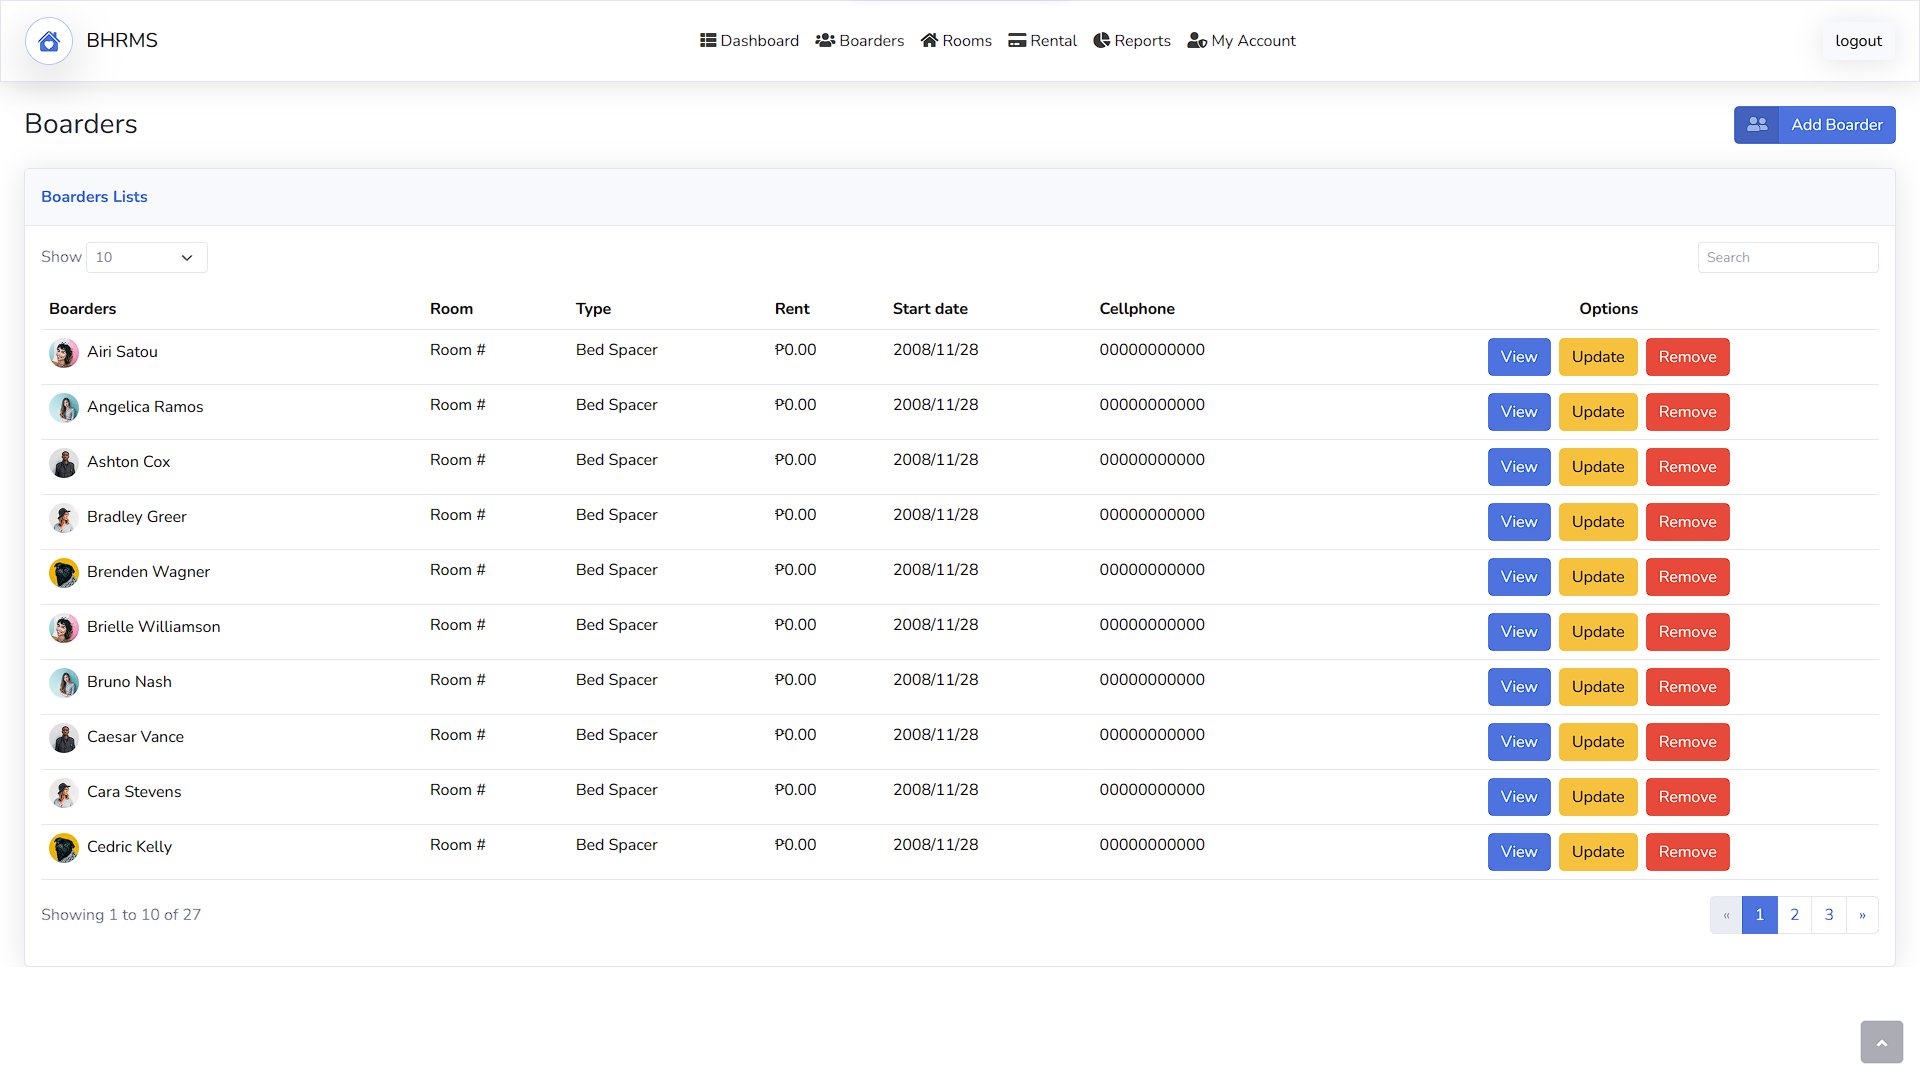 BHRMS Dashboard Boarders Rooms Rental Reports My Account logout
Boarders Add Boarder
Boarders Lists
Show 10 Search
Boarders Room Type Rent Start date Cellphone Options
Airi Satou Room # Bed Spacer ₱0.00 2008/11/28 00000000000 View Update Remove
Angelica Ramos Room # Bed Spacer ₱0.00 2008/11/28 00000000000 View Update Remove
Ashton Cox Room # Bed Spacer ₱0.00 2008/11/28 00000000000 View Update Remove
Bradley Greer Room # Bed Spacer ₱0.00 2008/11/28 00000000000 View Update Remove
Brenden Wagner Room # Bed Spacer ₱0.00 2008/11/28 00000000000 View Update Remove
Brielle Williamson Room # Bed Spacer ₱0.00 2008/11/28 00000000000 View Update Remove
Bruno Nash Room # Bed Spacer ₱0.00 2008/11/28 00000000000 View Update Remove
Caesar Vance Room # Bed Spacer ₱0.00 2008/11/28 00000000000 View Update Remove
Cara Stevens Room # Bed Spacer ₱0.00 2008/11/28 00000000000 View Update Remove
Cedric Kelly Room # Bed Spacer ₱0.00 2008/11/28 00000000000 View Update Remove
Showing 1 to 10 of 27 « 1 2 3 »